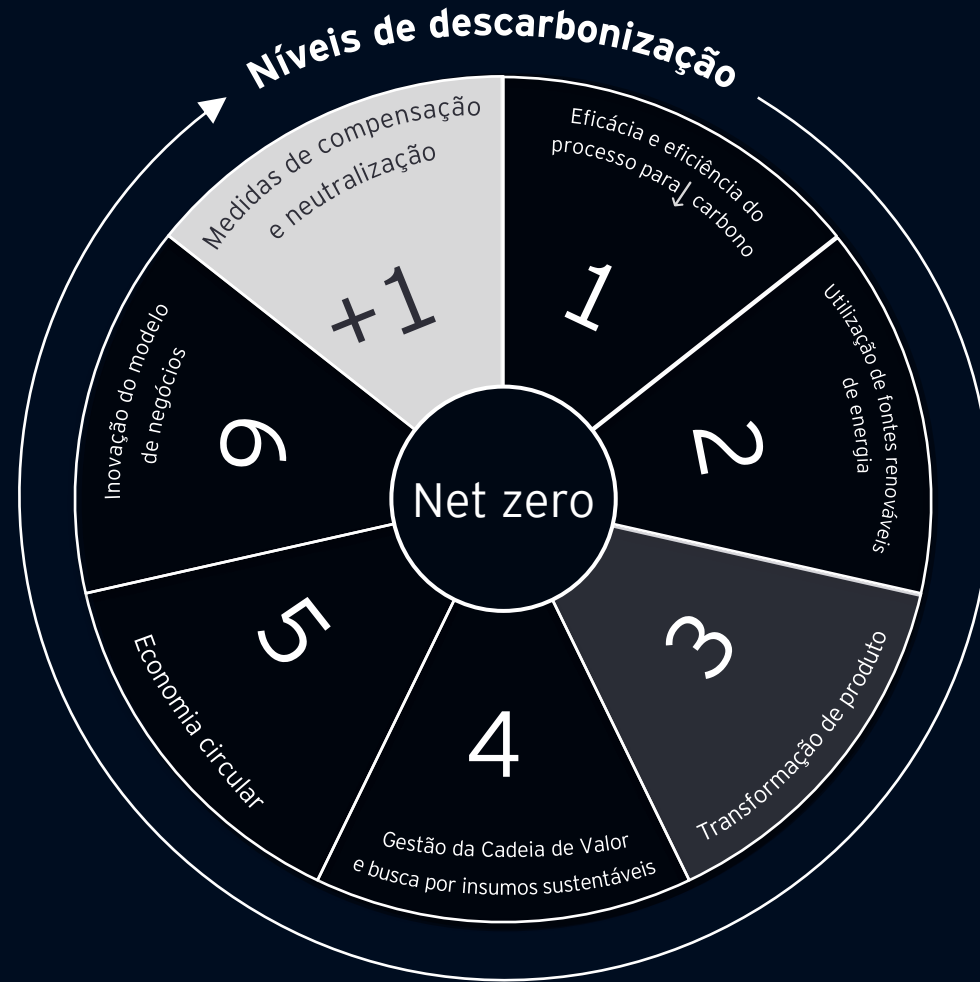 Níveis de descarbonização
Eficácia e eficiência do
processo para↓ carbono
1
Utilização de fontes renováveis
de energia
2
3
Transformação de produto
4
Gestão da Cadeia de Valor
e busca por insumos sustentáveis
5
Economia circular
Inovação do modelo
de negócios
6
Medidas de compensação
e neutralização
+1
Net zero